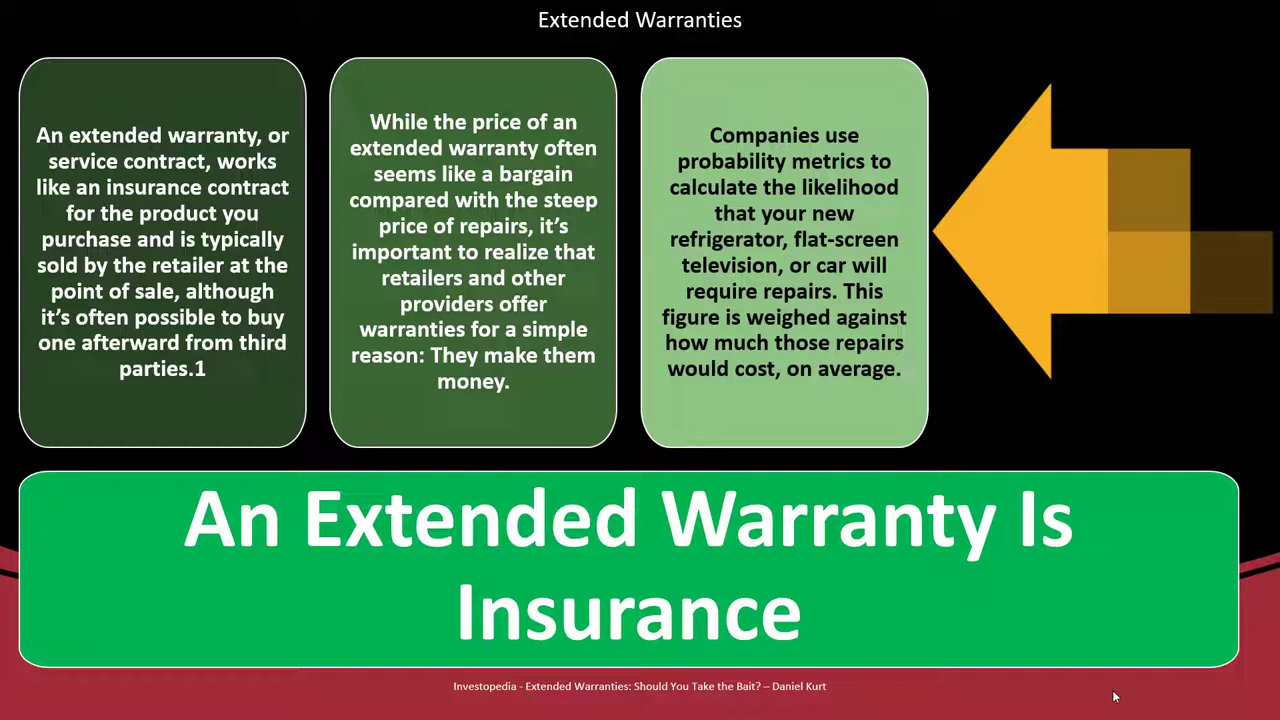 Extended Warranties
An extended warranty, or
service contract, works
like an insurance contract
for the product you
purchase and is typically
sold by the retailer at the
point of sale, although
it’s often possible to buy
one afterward from third
parties.1
While the price of an
extended warranty often
seems like a bargain
compared with the steep
price of repairs, it’s
important to realize that
retailers and other
providers offer
warranties for a simple
reason: They make them
money.
Companies use
probability metrics to
calculate the likelihood
that your new
refrigerator, flat-screen
television, or car will
require repairs. This
figure is weighed against
how much those repairs
would cost, on average.
An Extended Warranty Is
Insurance
Investopedia - Extended Warranties: Should You Take the Bait? – Daniel Kurt